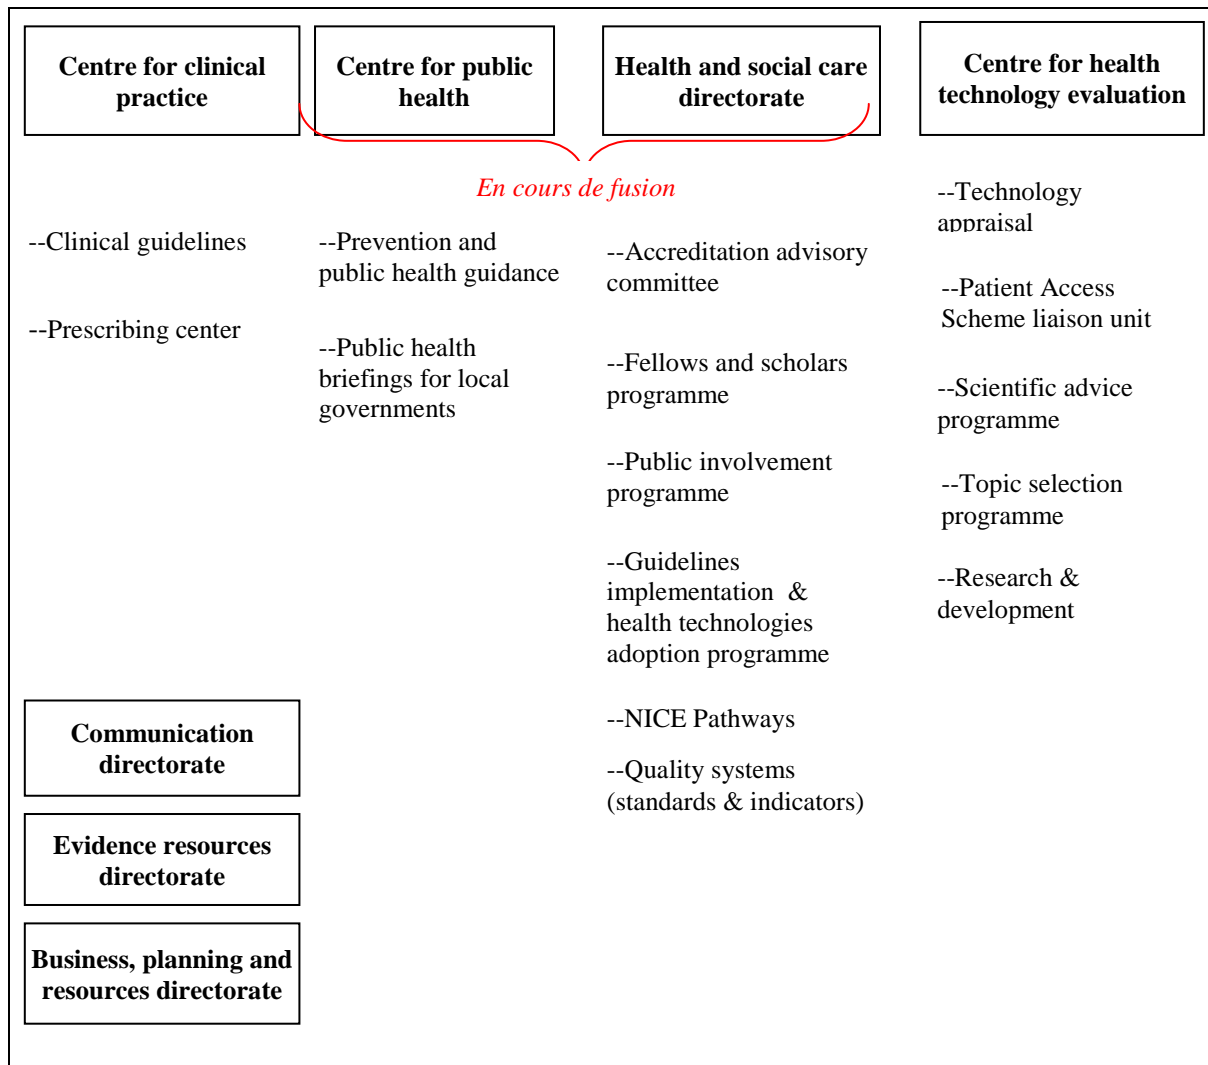 Centre for clinical
practice
Centre for public
health
Health and social care
directorate
Centre for health
technology evaluation
En cours de fusion
--Clinical guidelines
--Prescribing center
--Prevention and
public health guidance
--Public health
briefings for local
governments
--Accreditation advisory
committee
--Fellows and scholars
programme
--Public involvement
programme
--Guidelines
implementation  &
health technologies
adoption programme
--NICE Pathways
--Quality systems
(standards & indicators)
--Technology
appraisal
--Patient Access
Scheme liaison unit
--Scientific advice
programme
--Topic selection
programme
--Research &
development
Communication
directorate
Evidence resources
directorate
Business, planning and
resources directorate